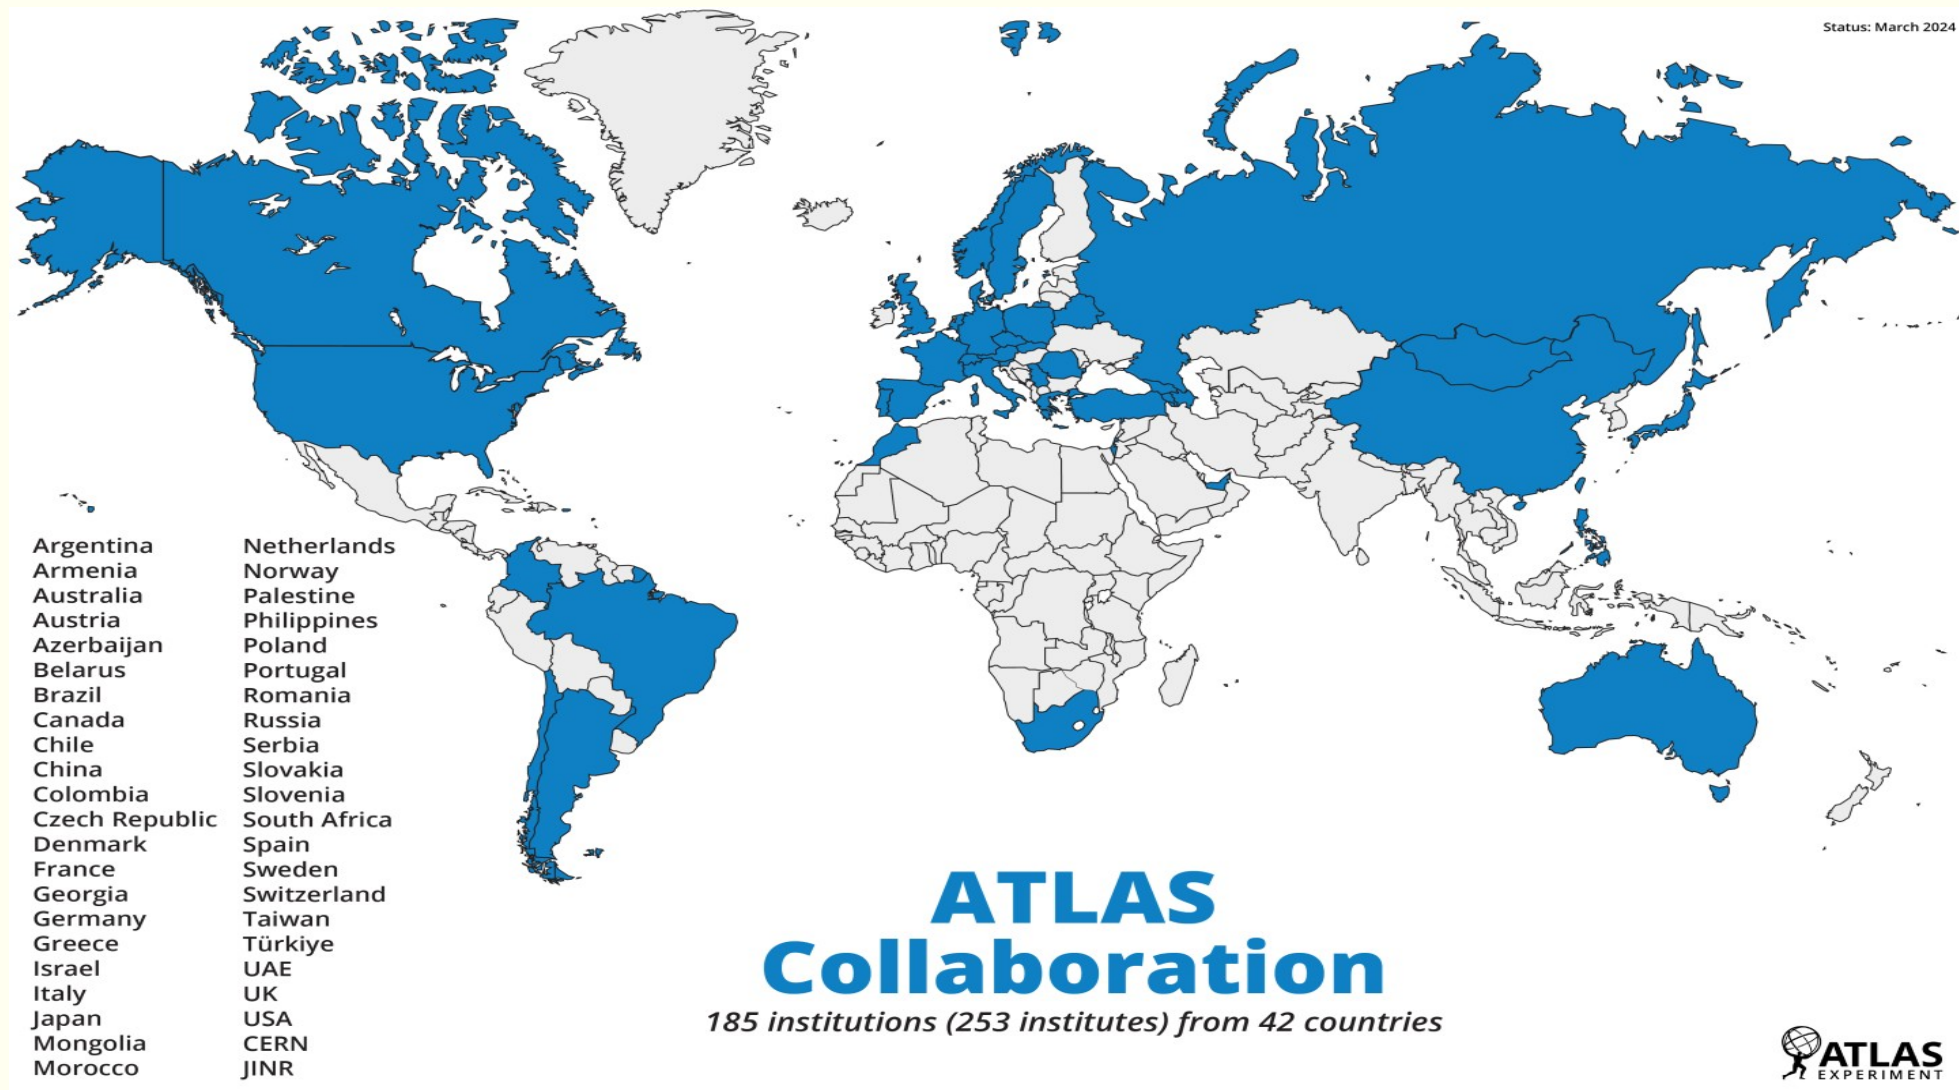 Status: March 2024
Argentina
Armenia
Australia
Austria
Azerbaijan
Belarus
Brazil
Canada
Chile
China
Colombia
Czech Republic
Denmark
France
Georgia
Germany
Greece
Israel
Italy
Japan
Mongolia
Morocco
Netherlands
Norway
Palestine
Philippines
Poland
Portugal
Romania
Russia
Serbia
Slovakia
Slovenia
South Africa
Spain
Sweden
Switzerland
Taiwan
Türkiye
UAE
UK
USA
CERN
JINR
ATLAS
Collaboration
185 institutions (253 institutes) from 42 countries
ATLAS
EXPERIMENT